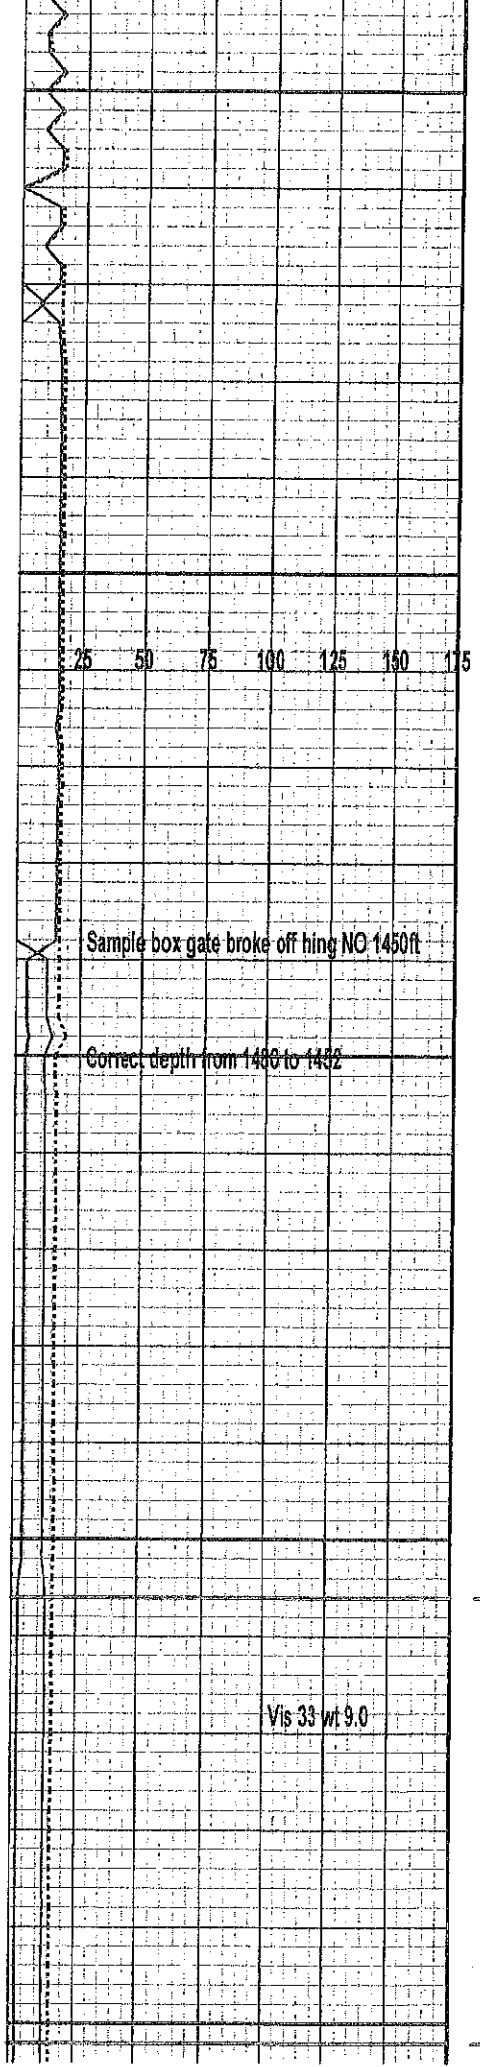 25 50 75 100 125 150 175
Sample box gate broke off hing NO 1450ft
Correct depth from 1480 to 1452
Vis 33 wt 9.0